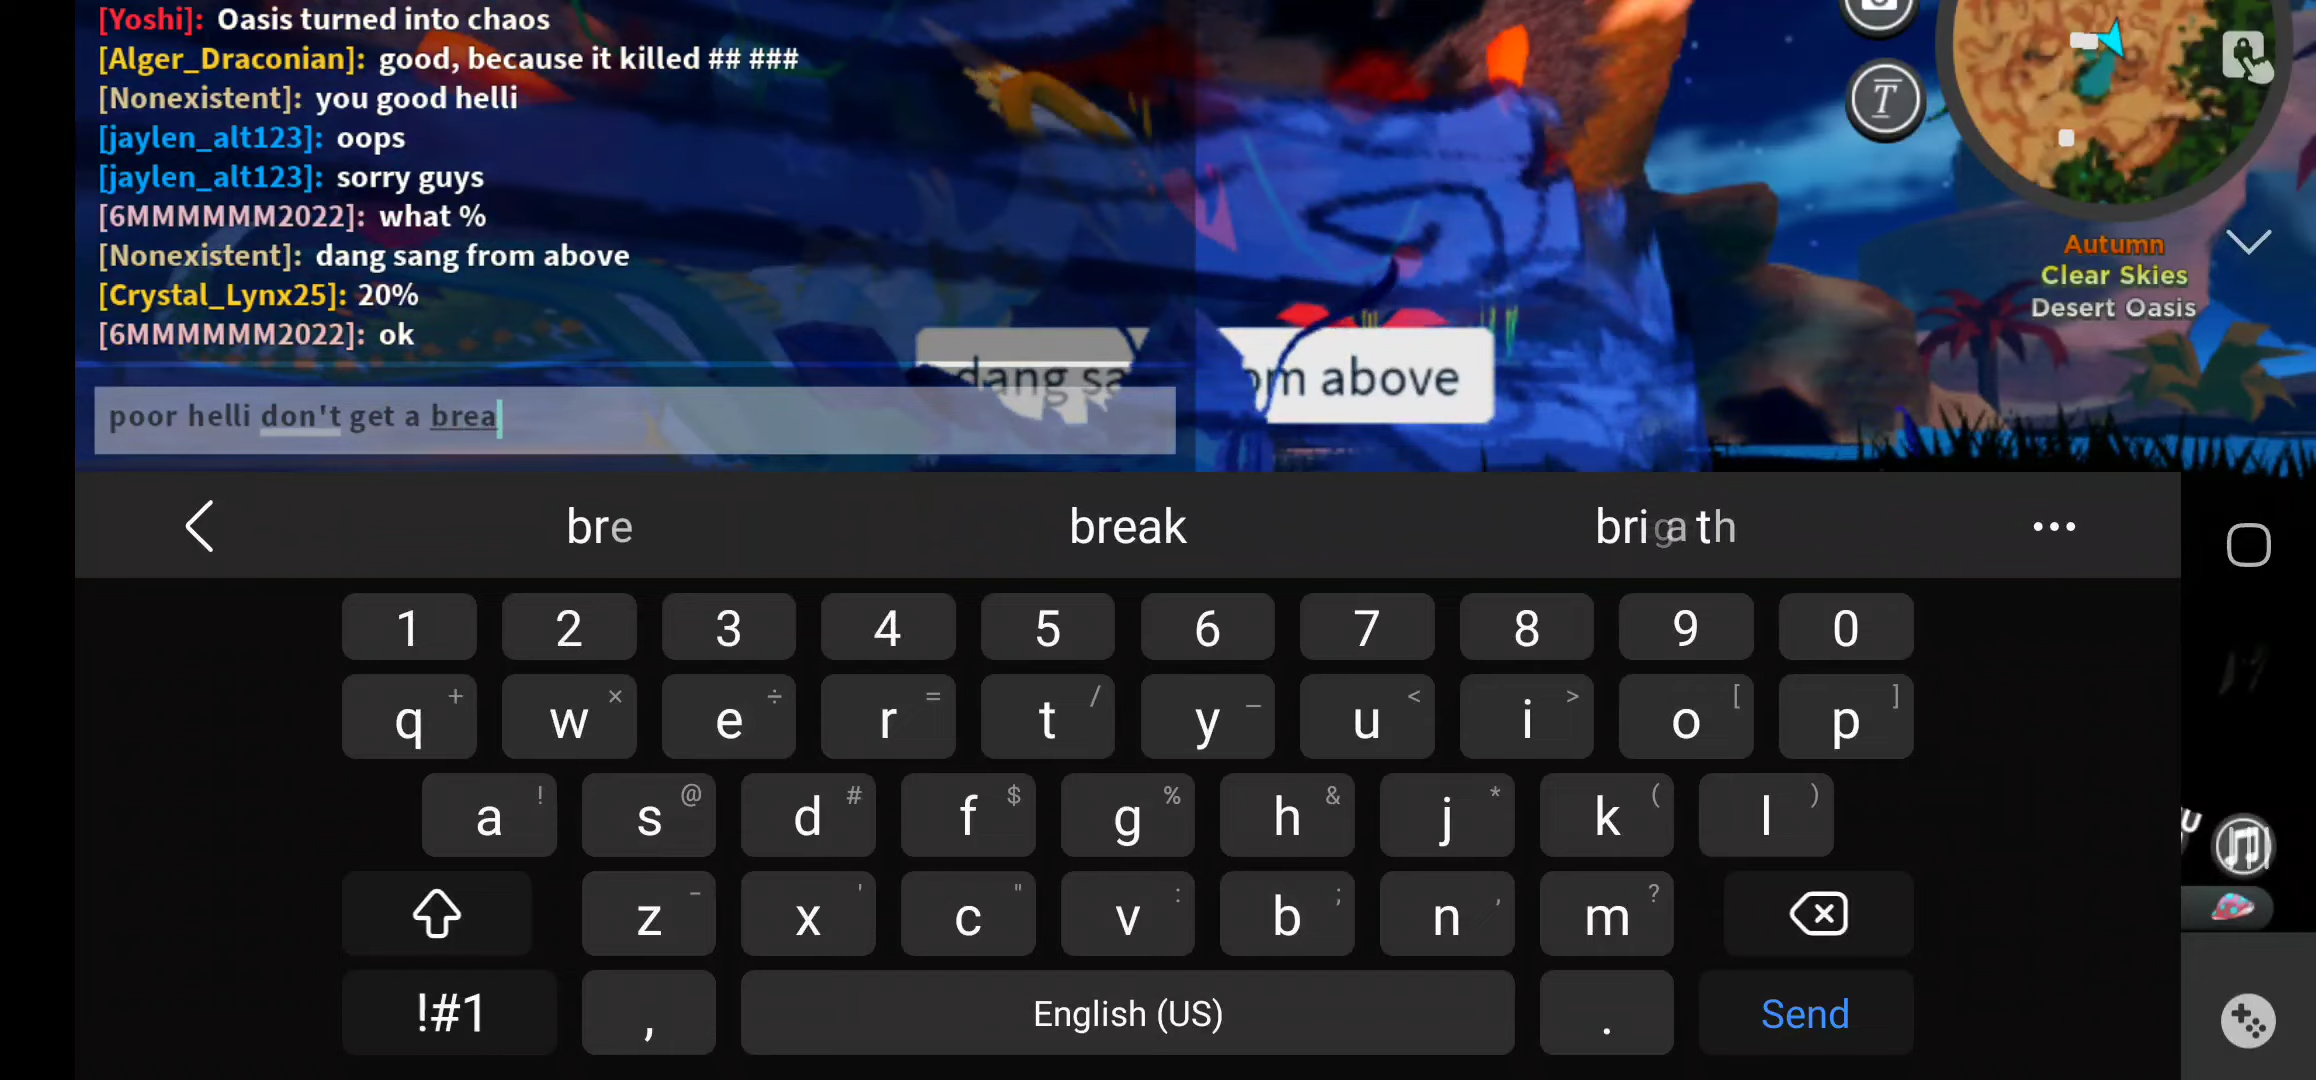 [Yoshi]: Oasis turned into chaos
[Alger_Draconian]: good, because it killed ## ###
[Nonexistent]: you good helli
[jaylen_alt123]: oops
[jaylen_alt123]: sorry guys
[6MMMMMM2022]: what %
[Nonexistent]: dang sang from above
[Crystal_Lynx25]: 20%
[6MMMMMM2022]: ok
poor helli don't get a brea
dang sa
om above
T
Autumn
Clear Skies
Desert Oasis
bre break
1 2 3 4 5 6 7 8 9 0
+ × ÷ = / _ < > [ ]
q w e r t y u i o p
! @ # $ % & * ( )
a s d f g h j k l
- ' " : ; , ?
z x c v b n m
!#1 , English (US) . Send